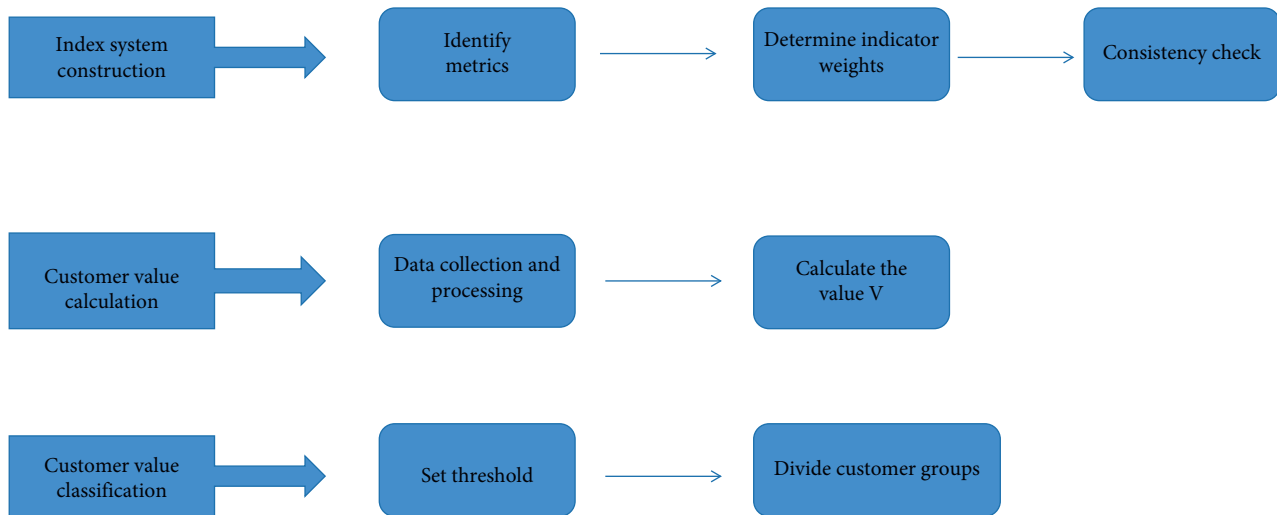 Index system
construction
Identify
metrics
Determine indicator
weights
Consistency check
Customer value
calculation
Data collection and
processing
Calculate the
value V
Customer value
classification
Set threshold
Divide customer groups